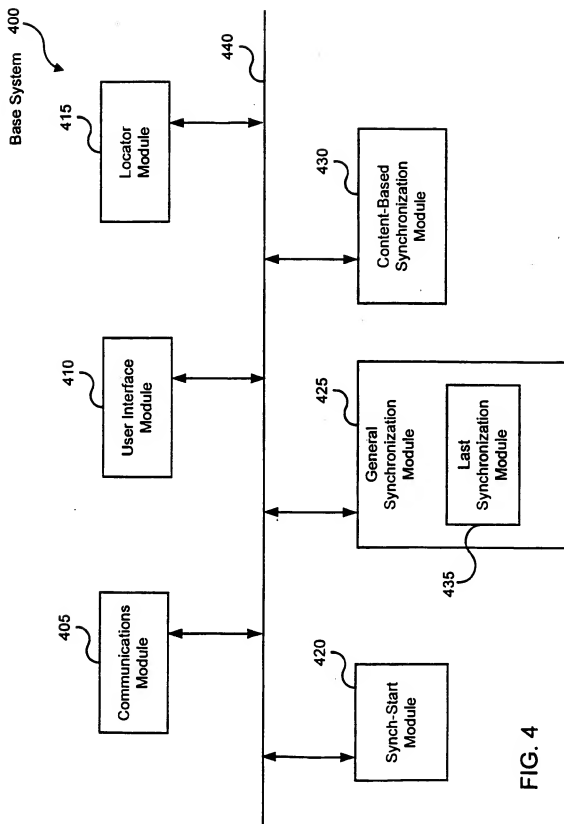 Base System
400
415
Locator
Module
440
410
User Interface
Module
405
Communications
Module
430
Content-Based
Synchronization
Module
425
General
Synchronization
Module
Last
Synchronization
Module
435
420
Synch-Start
Module
FIG. 4